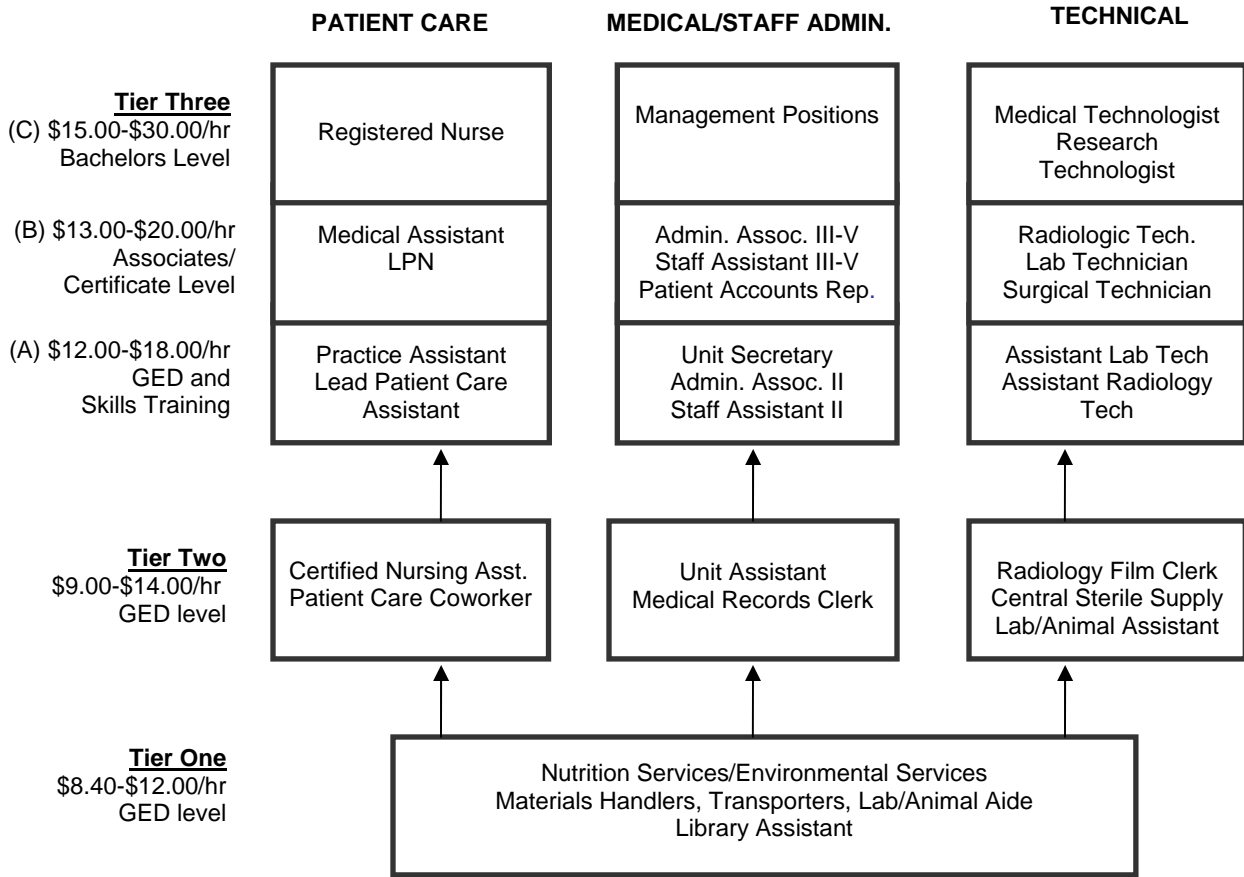 PATIENT CARE
MEDICAL/STAFF ADMIN.
TECHNICAL
Tier Three
(C) $15.00-$30.00/hr
Bachelors Level
Registered Nurse
Management Positions
Medical Technologist
Research
Technologist
(B) $13.00-$20.00/hr
Associates/
Certificate Level
Medical Assistant
LPN
Admin. Assoc. III-V
Staff Assistant III-V
Patient Accounts Rep.
Radiologic Tech.
Lab Technician
Surgical Technician
(A) $12.00-$18.00/hr
GED and
Skills Training
Practice Assistant
Lead Patient Care
Assistant
Unit Secretary
Admin. Assoc. II
Staff Assistant II
Assistant Lab Tech
Assistant Radiology
Tech
Tier Two
$9.00-$14.00/hr
GED level
Certified Nursing Asst.
Patient Care Coworker
Unit Assistant
Medical Records Clerk
Radiology Film Clerk
Central Sterile Supply
Lab/Animal Assistant
Tier One
$8.40-$12.00/hr
GED level
Nutrition Services/Environmental Services
Materials Handlers, Transporters, Lab/Animal Aide
Library Assistant